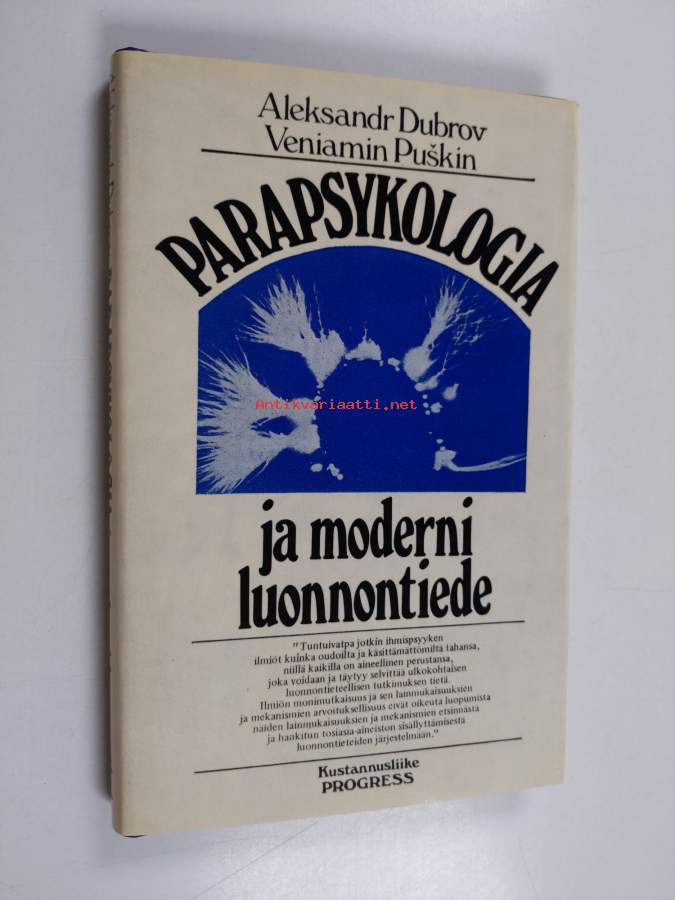 Aleksandr Dubrov
Veniamin Puškin
PARAPSYKOLOGIA
Antikvariaatti.net
ja moderni
luonnontiede
"Tuntuivatpa jotkin ihmispsyyken
ilmiöt kuinka oudoilta ja käsittämättömiltä tahansa,
niillä kaikilla on aineellinen perustansa,
joka voidaan ja täytyy selvittää ulkokohtaisen
luonnontieteellisen tutkimuksen tietä.
Ilmiön monimutkaisuus ja sen lainmukaisuuksien
ja mekanismien arvoituksellisuus eivät oikeuta luopumista
näiden lainmukaisuuksien ja mekanismien etsinnästä
ja hankitun tosiasia-aineiston sisällyttämisestä
luonnontieteiden järjestelmään."
Kustannusliike
PROGRESS